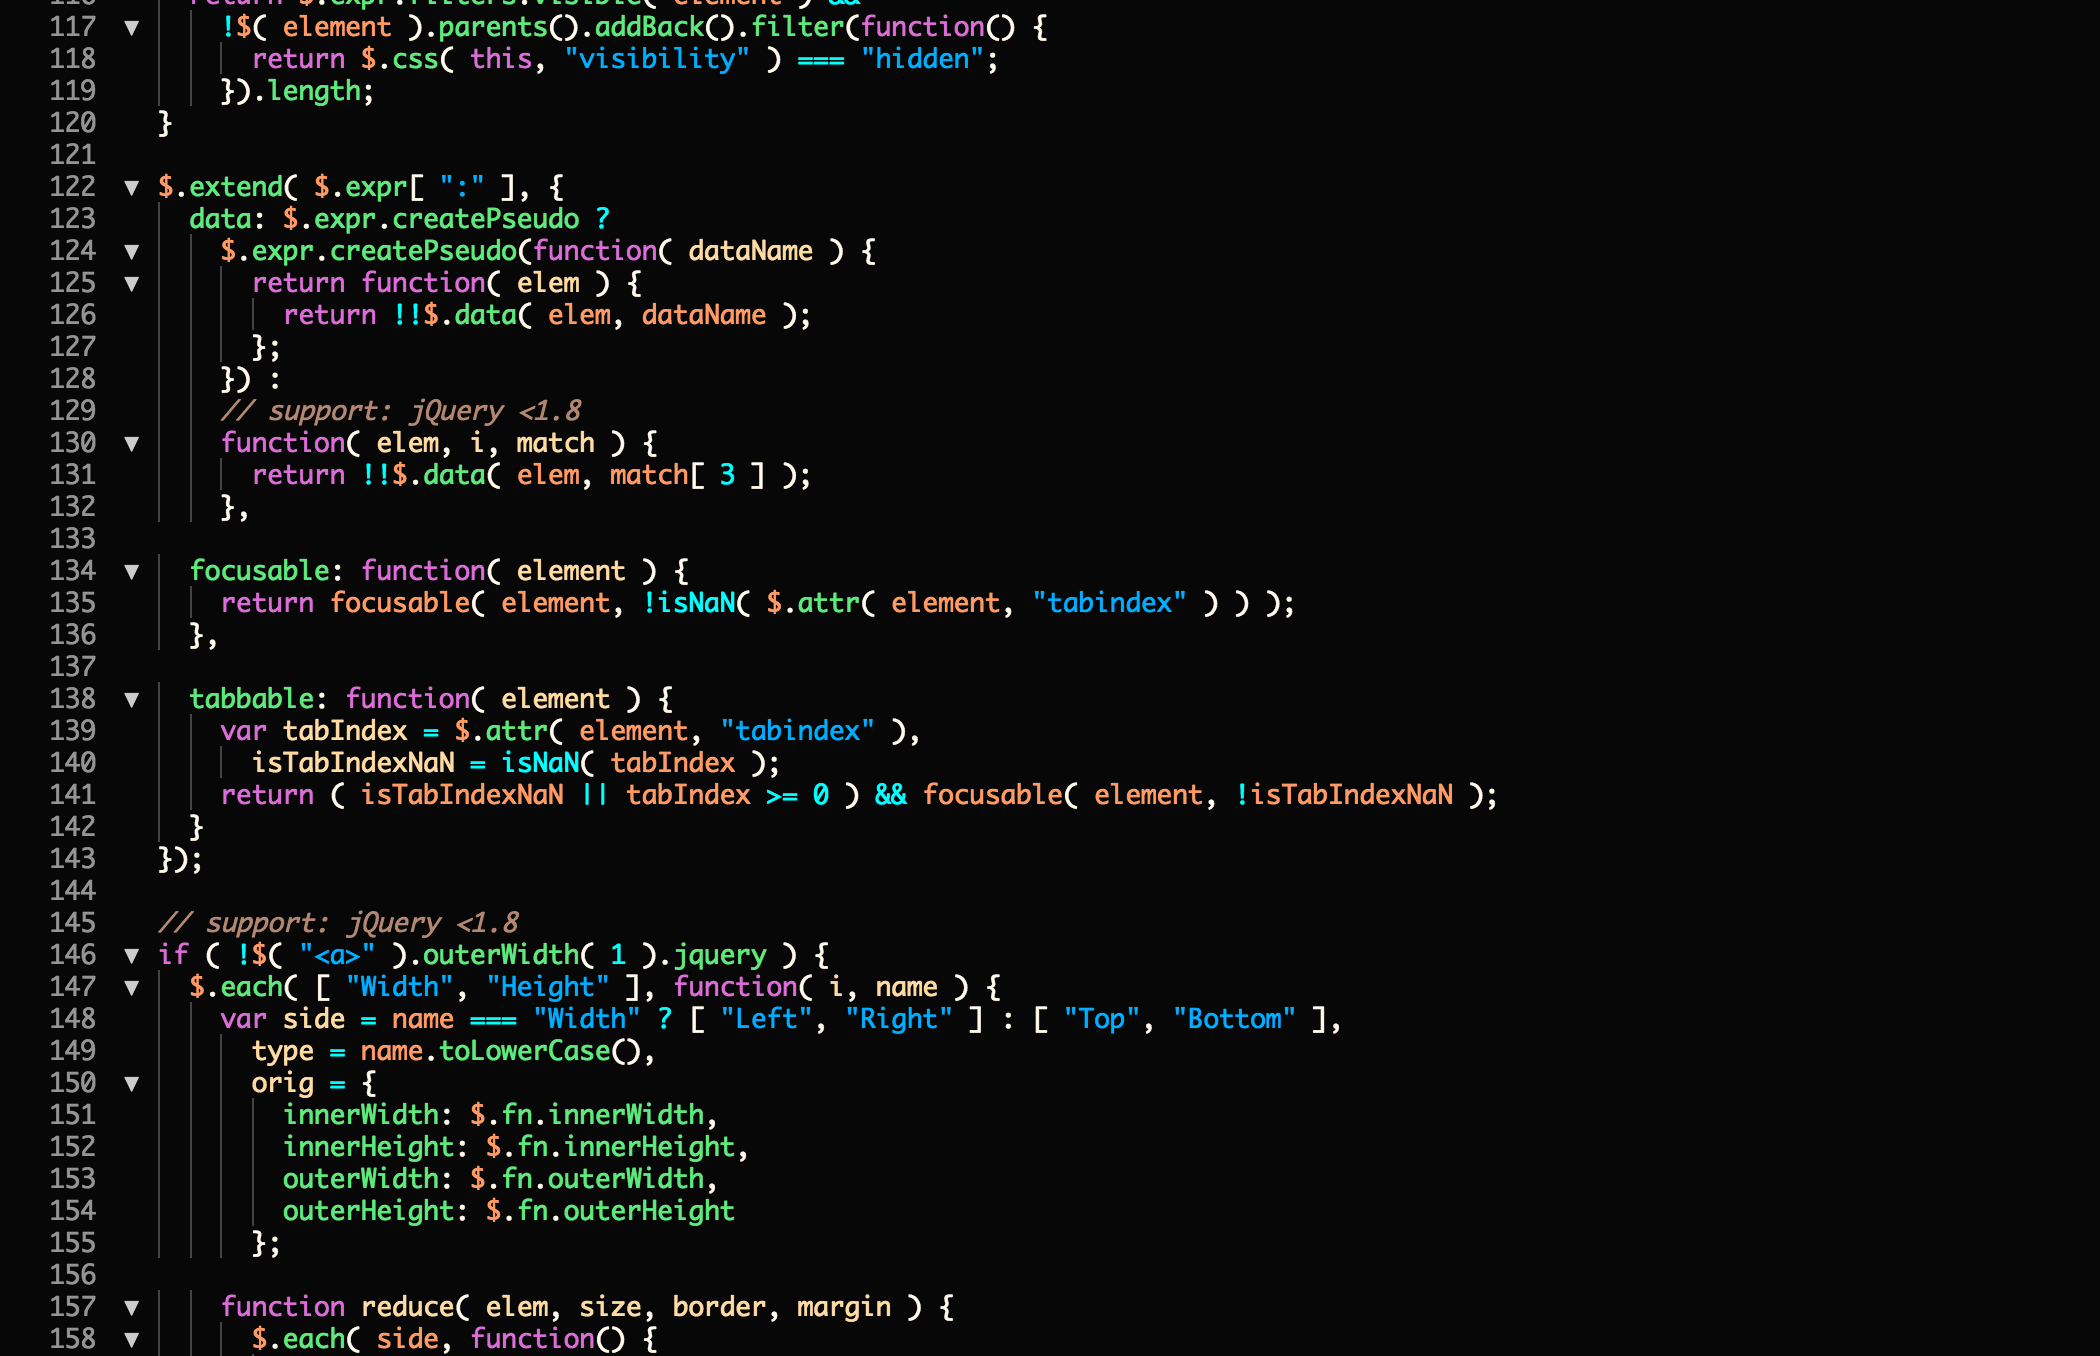 116 return $.expr.filters.visible( element ) &&
117 ▼ !$( element ).parents().addBack().filter(function() {
118 return $.css( this, "visibility" ) === "hidden";
119 }).length;
120 }
121
122 ▼ $.extend( $.expr[ ":" ], {
123 data: $.expr.createPseudo ?
124 ▼ $.expr.createPseudo(function( dataName ) {
125 ▼ return function( elem ) {
126 return !!$.data( elem, dataName );
127 };
128 }) :
129 // support: jQuery <1.8
130 ▼ function( elem, i, match ) {
131 return !!$.data( elem, match[ 3 ] );
132 },
133
134 ▼ focusable: function( element ) {
135 return focusable( element, !isNaN( $.attr( element, "tabindex" ) ) );
136 },
137
138 ▼ tabbable: function( element ) {
139 var tabIndex = $.attr( element, "tabindex" ),
140 isTabIndexNaN = isNaN( tabIndex );
141 return ( isTabIndexNaN || tabIndex >= 0 ) && focusable( element, !isTabIndexNaN );
142 }
143 });
144
145 // support: jQuery <1.8
146 ▼ if ( !$( "<a>" ).outerWidth( 1 ).jquery ) {
147 ▼ $.each( [ "Width", "Height" ], function( i, name ) {
148 var side = name === "Width" ? [ "Left", "Right" ] : [ "Top", "Bottom" ],
149 type = name.toLowerCase(),
150 ▼ orig = {
151 innerWidth: $.fn.innerWidth,
152 innerHeight: $.fn.innerHeight,
153 outerWidth: $.fn.outerWidth,
154 outerHeight: $.fn.outerHeight
155 };
156
157 ▼ function reduce( elem, size, border, margin ) {
158 ▼ $.each( side, function() {